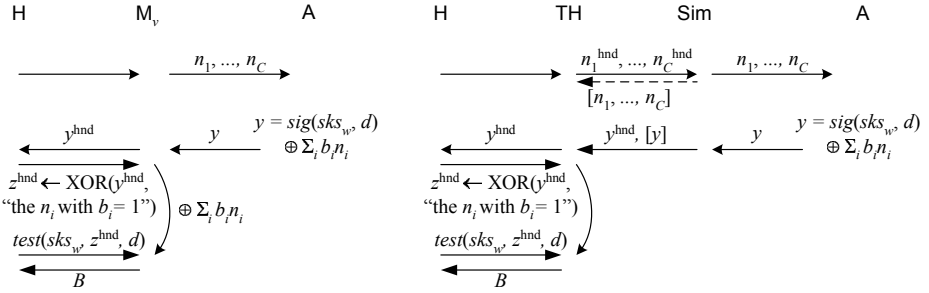 H M_v A H TH Sim A
n_1, ..., n_C n_1^hnd, ..., n_C^hnd n_1, ..., n_C
[n_1, ..., n_C]
y^hnd y y = sig(sks_w, d) y^hnd y^hnd, [y] y y = sig(sks_w, d)
⊕ Σ_i b_i n_i ⊕ Σ_i b_i n_i
z^hnd ← XOR(y^hnd, z^hnd ← XOR(y^hnd,
“the n_i with b_i = 1”) ⊕ Σ_i b_i n_i “the n_i with b_i = 1”)
test(sks_w, z^hnd, d) test(sks_w, z^hnd, d)
B B